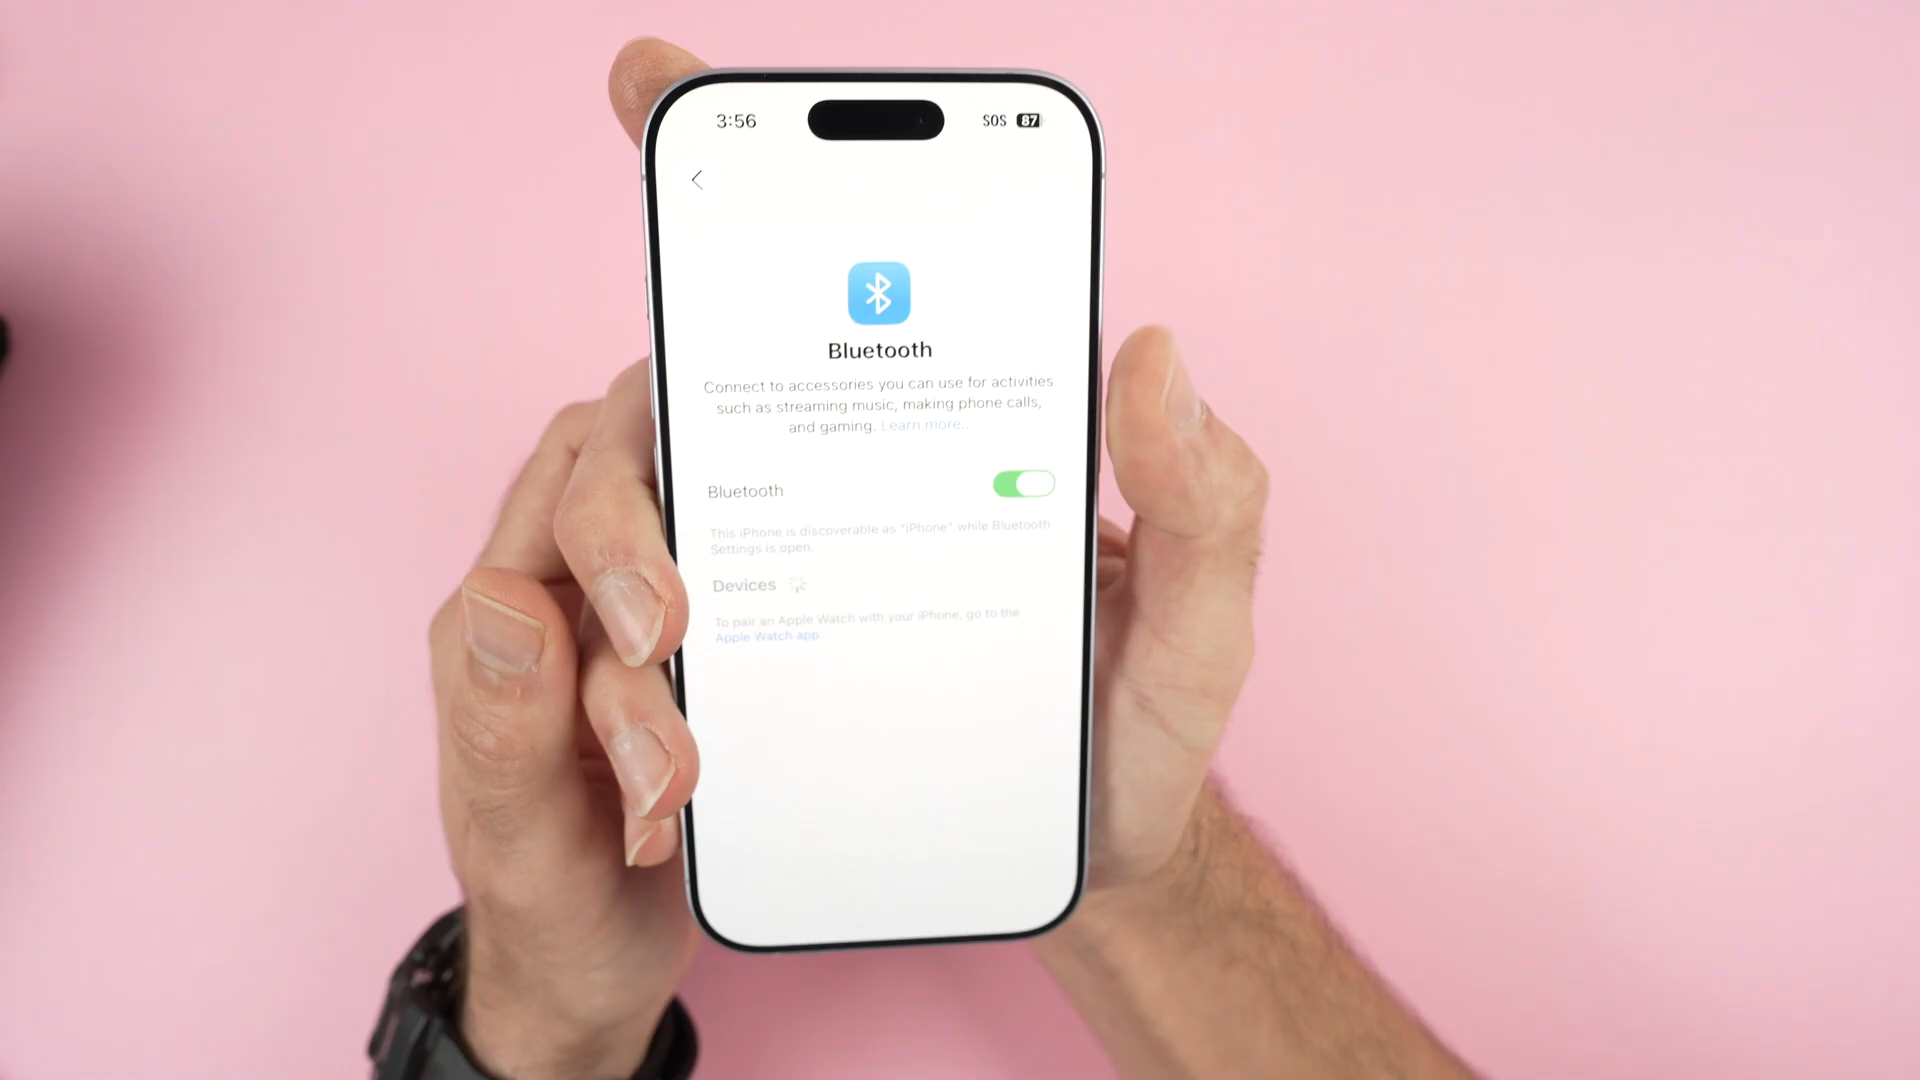 3:56
SOS 87
Bluetooth
Connect to accessories you can use for activities
such as streaming music, making phone calls,
and gaming. Learn more...
Bluetooth
This iPhone is discoverable as "iPhone" while Bluetooth
Settings is open.
Devices
To pair an Apple Watch with your iPhone, go to the
Apple Watch app.